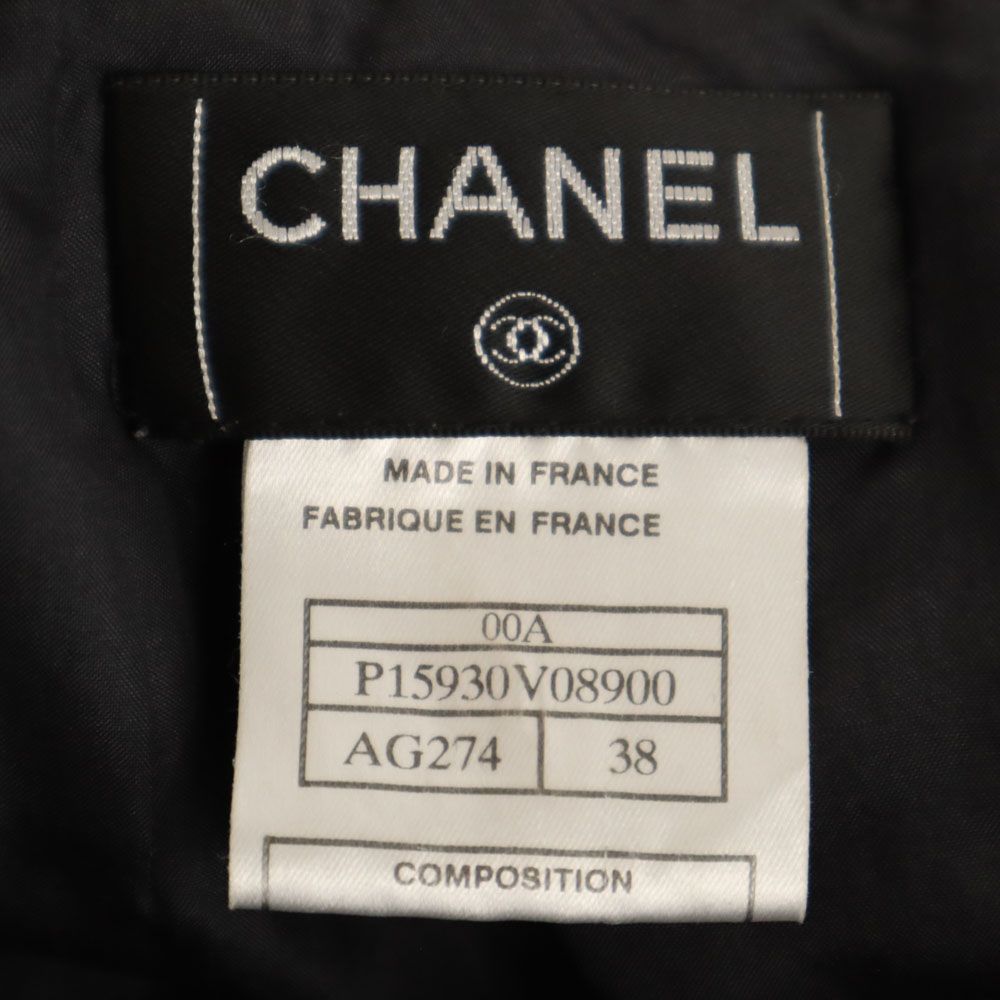 CHANEL
MADE IN FRANCE
FABRIQUE EN FRANCE
00A
P15930V08900
AG274 38
COMPOSITION